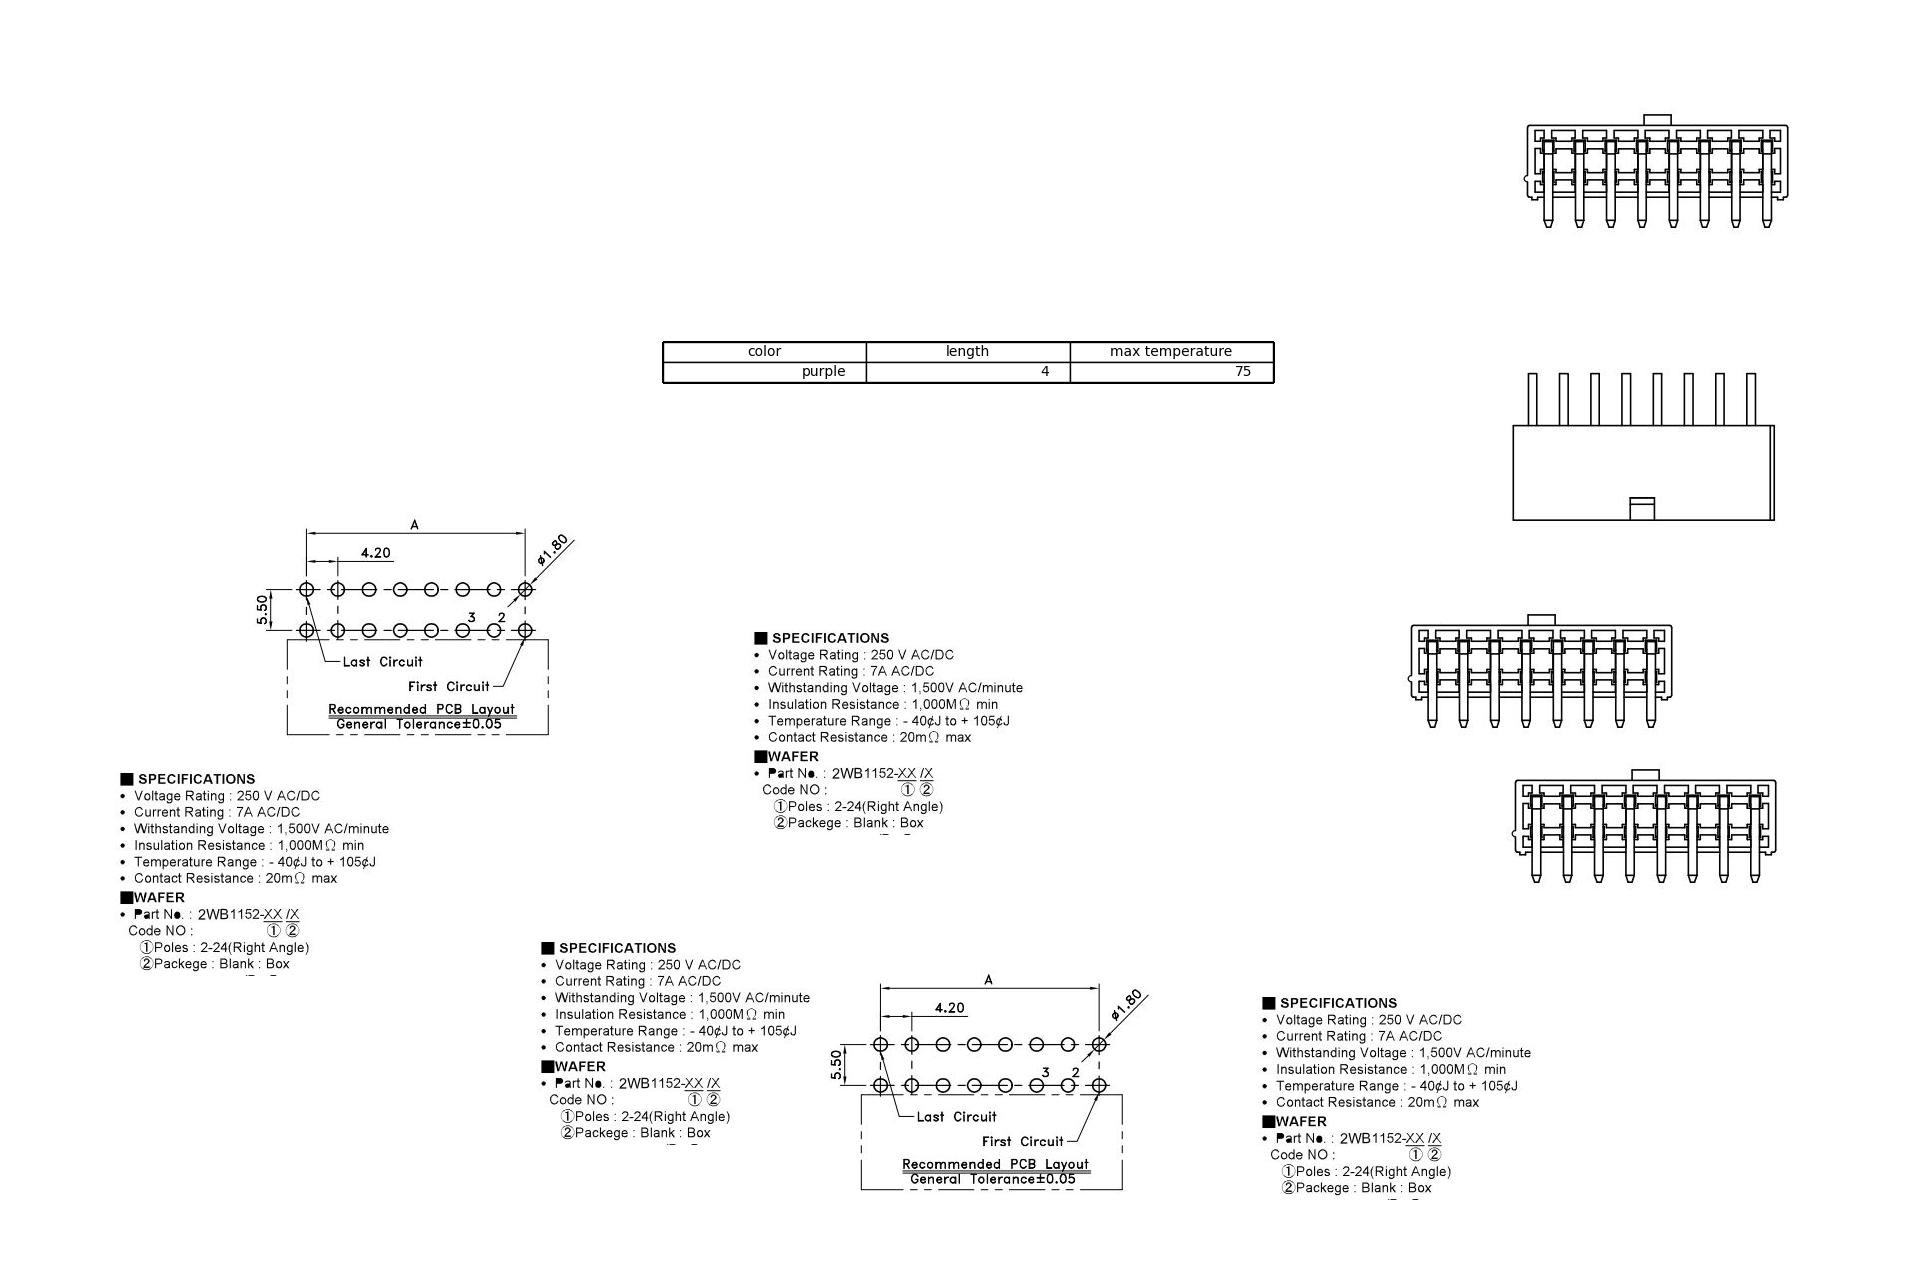 color length max temperature
purple 4 75
A
4.20
ø1.80
5.50
3 2
Last Circuit
First Circuit
Recommended PCB Layout
General Tolerance±0.05
■ SPECIFICATIONS
• Voltage Rating : 250 V AC/DC
• Current Rating : 7A AC/DC
• Withstanding Voltage : 1,500V AC/minute
• Insulation Resistance : 1,000MΩ min
• Temperature Range : - 40¢J to + 105¢J
• Contact Resistance : 20mΩ max
■WAFER
• Part No. : 2WB1152-XX /X
Code NO : ① ②
①Poles : 2-24(Right Angle)
②Packege : Blank : Box
■ SPECIFICATIONS
• Voltage Rating : 250 V AC/DC
• Current Rating : 7A AC/DC
• Withstanding Voltage : 1,500V AC/minute
• Insulation Resistance : 1,000MΩ min
• Temperature Range : - 40¢J to + 105¢J
• Contact Resistance : 20mΩ max
■WAFER
• Part No. : 2WB1152-XX /X
Code NO : ① ②
①Poles : 2-24(Right Angle)
②Packege : Blank : Box
■ SPECIFICATIONS
• Voltage Rating : 250 V AC/DC
• Current Rating : 7A AC/DC
• Withstanding Voltage : 1,500V AC/minute
• Insulation Resistance : 1,000MΩ min
• Temperature Range : - 40¢J to + 105¢J
• Contact Resistance : 20mΩ max
■WAFER
• Part No. : 2WB1152-XX /X
Code NO : ① ②
①Poles : 2-24(Right Angle)
②Packege : Blank : Box
A
4.20
ø1.80
5.50
3 2
Last Circuit
First Circuit
Recommended PCB Layout
General Tolerance±0.05
■ SPECIFICATIONS
• Voltage Rating : 250 V AC/DC
• Current Rating : 7A AC/DC
• Withstanding Voltage : 1,500V AC/minute
• Insulation Resistance : 1,000MΩ min
• Temperature Range : - 40¢J to + 105¢J
• Contact Resistance : 20mΩ max
■WAFER
• Part No. : 2WB1152-XX /X
Code NO : ① ②
①Poles : 2-24(Right Angle)
②Packege : Blank : Box